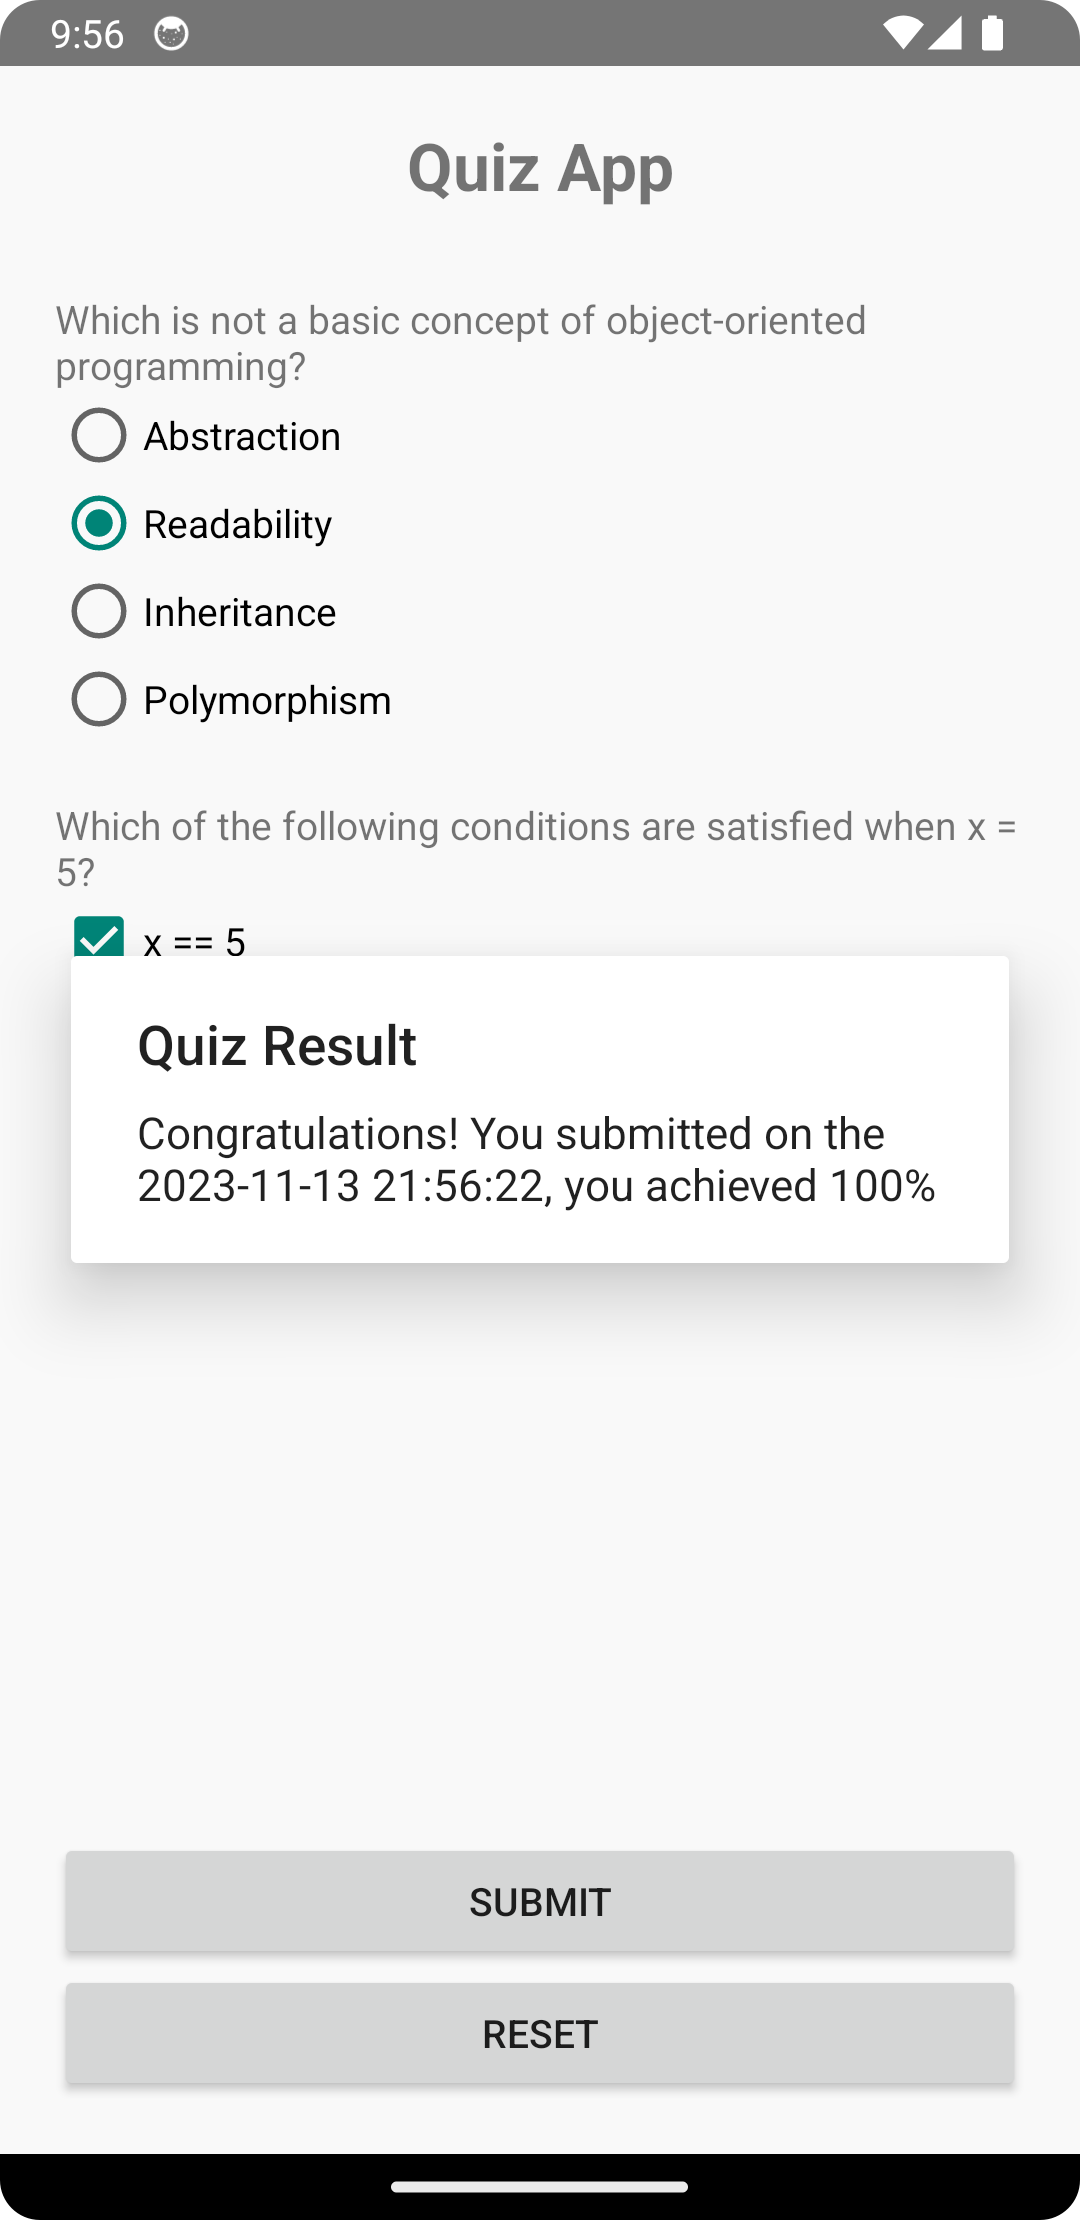 9:56
Quiz App
Which is not a basic concept of object-oriented
programming?
Abstraction
Readability
Inheritance
Polymorphism
Which of the following conditions are satisfied when x =
5?
x == 5
Quiz Result
Congratulations! You submitted on the
2023-11-13 21:56:22, you achieved 100%
SUBMIT
RESET